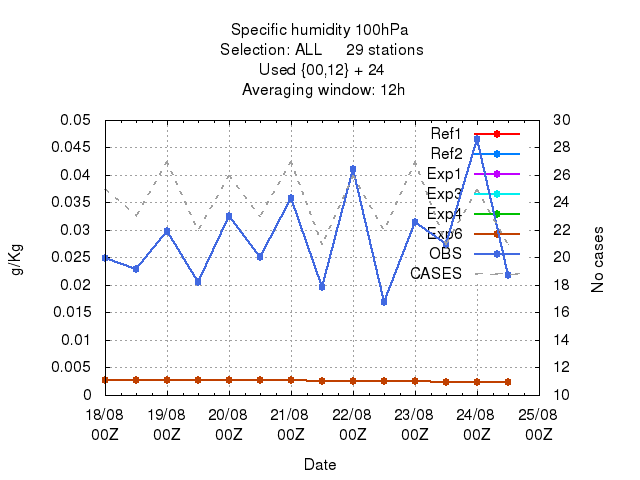 Specific humidity 100hPa
Selection: ALL 29 stations
Used {00,12} + 24
Averaging window: 12h
0.05
0.045
0.04
0.035
0.03
0.025
0.02
0.015
0.01
0.005
0
g/Kg
30
28
26
24
22
20
18
16
14
12
10
No cases
Ref1
Ref2
Exp1
Exp3
Exp4
Exp6
OBS
CASES
18/08 19/08 20/08 21/08 22/08 23/08 24/08 25/08
00Z 00Z 00Z 00Z 00Z 00Z 00Z 00Z
Date